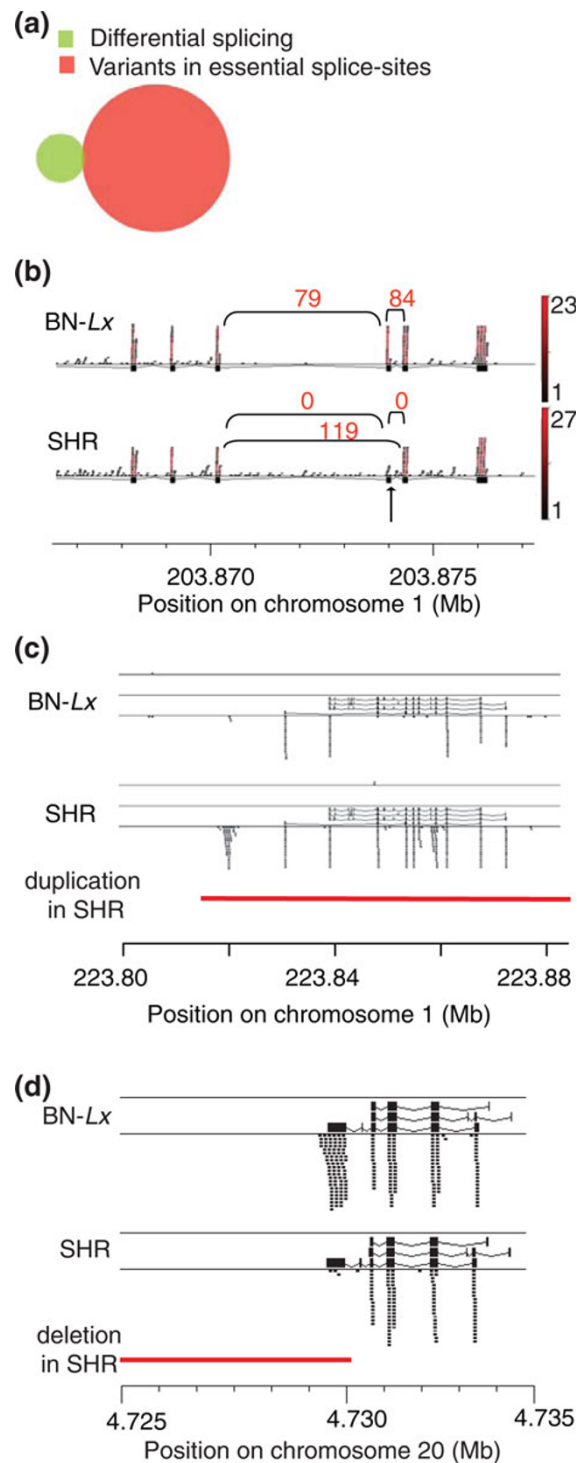 (a)
Differential splicing
Variants in essential splice-sites
(b)
79 84
BN-Lx
23
1
0 0
119
SHR
27
1
203.870 203.875
Position on chromosome 1 (Mb)
(c)
BN-Lx
SHR
duplication
in SHR
223.80 223.84 223.88
Position on chromosome 1 (Mb)
(d)
BN-Lx
SHR
deletion
in SHR
4.725 4.730 4.735
Position on chromosome 20 (Mb)